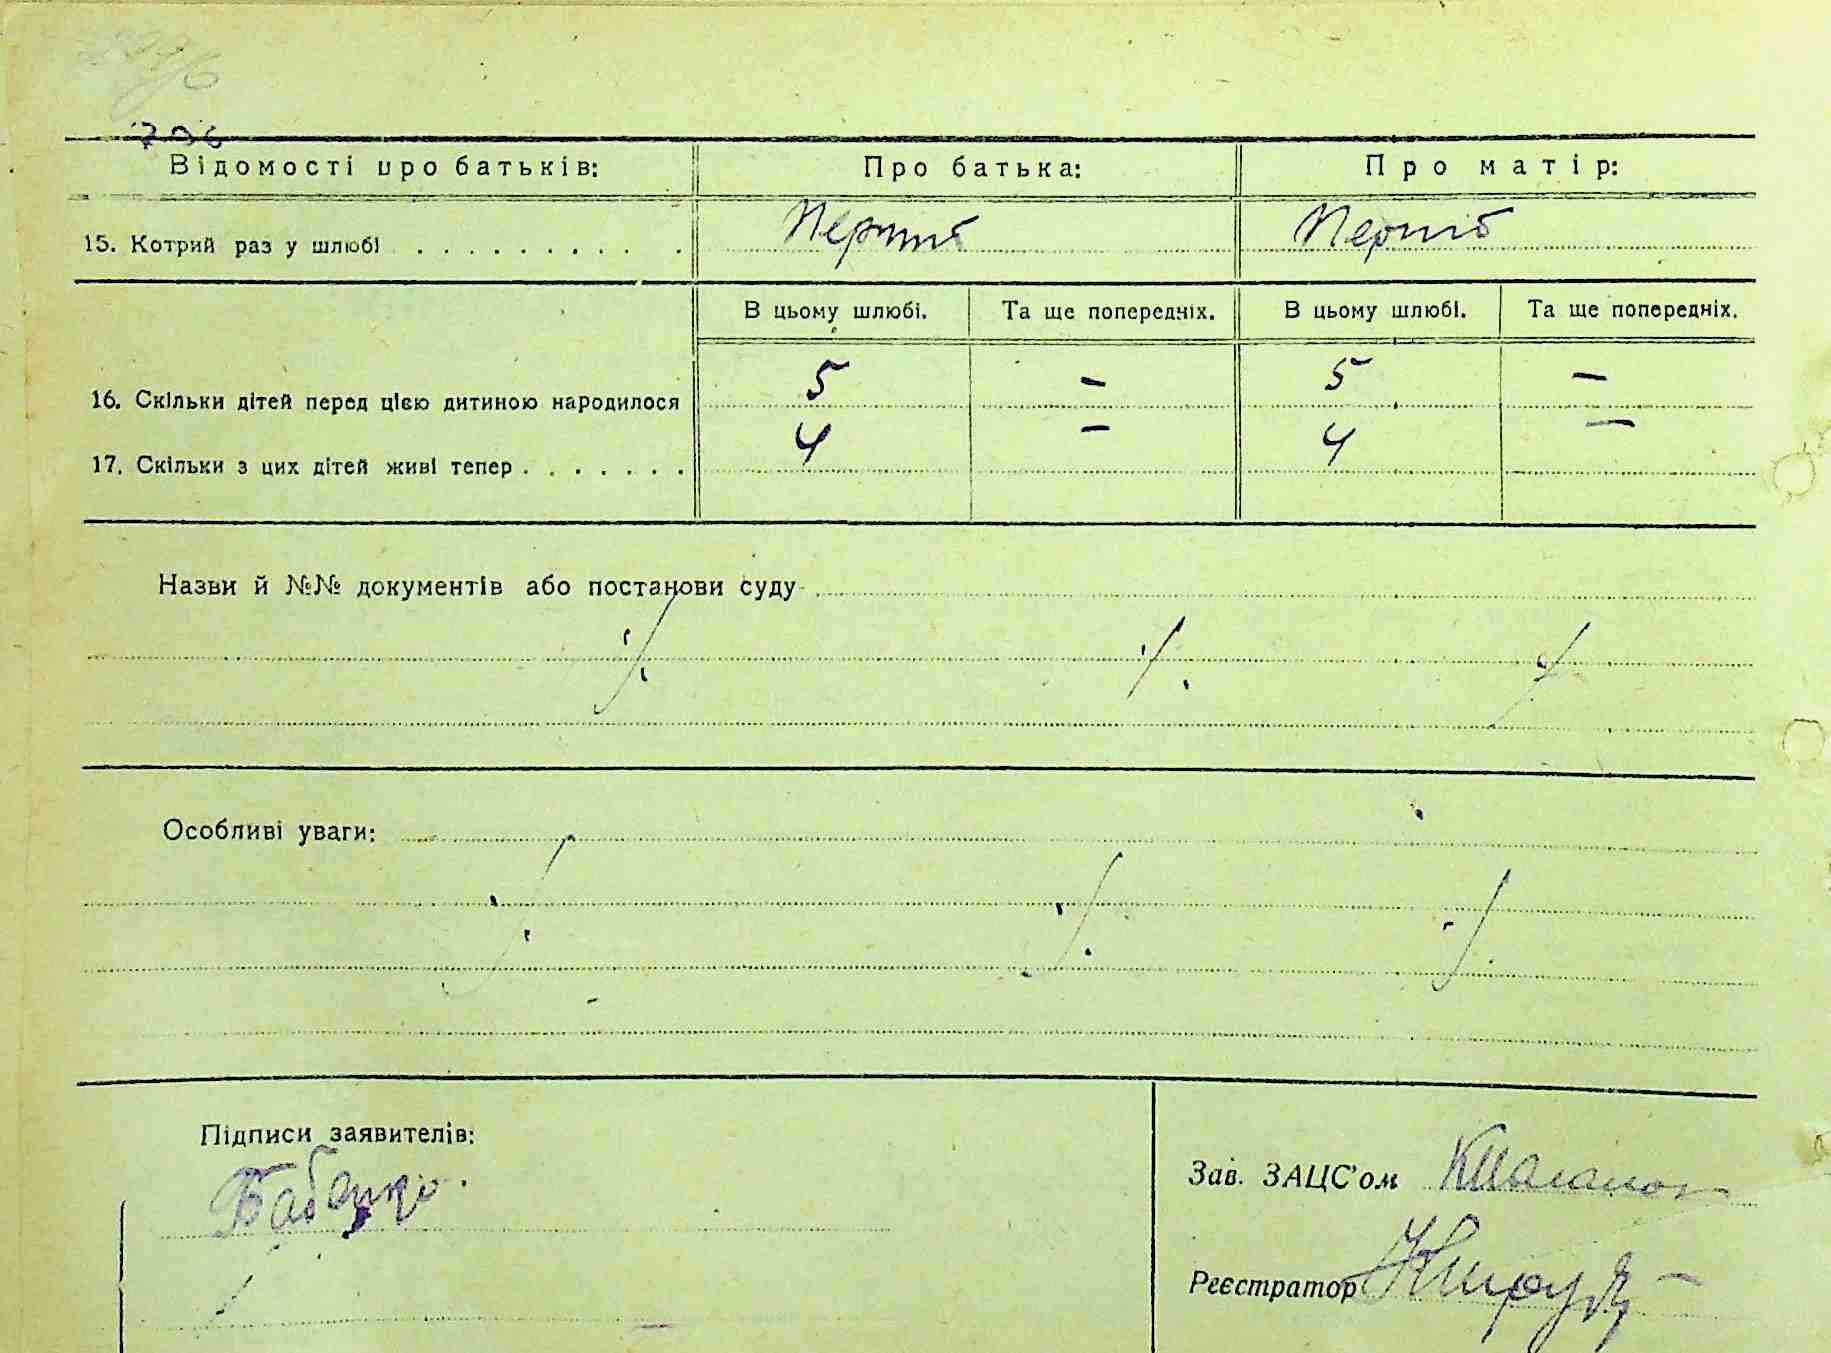 Відомості про батьків: Про батька: Про матір:
15. Котрий раз у шлюбі . . . . . . . . . . Перший Перший
В цьому шлюбі. Та ще попередніх. В цьому шлюбі. Та ще попередніх.
16. Скільки дітей перед цією дитиною народилося 5 – 5 –
17. Скільки з цих дітей живі тепер . . . . . . . 4 – 4 –
Назви й №№ документів або постанови суду
Особливі уваги:
Підписи заявителів:
Бабенко.
Зав. ЗАЦС'ом
Реєстратор